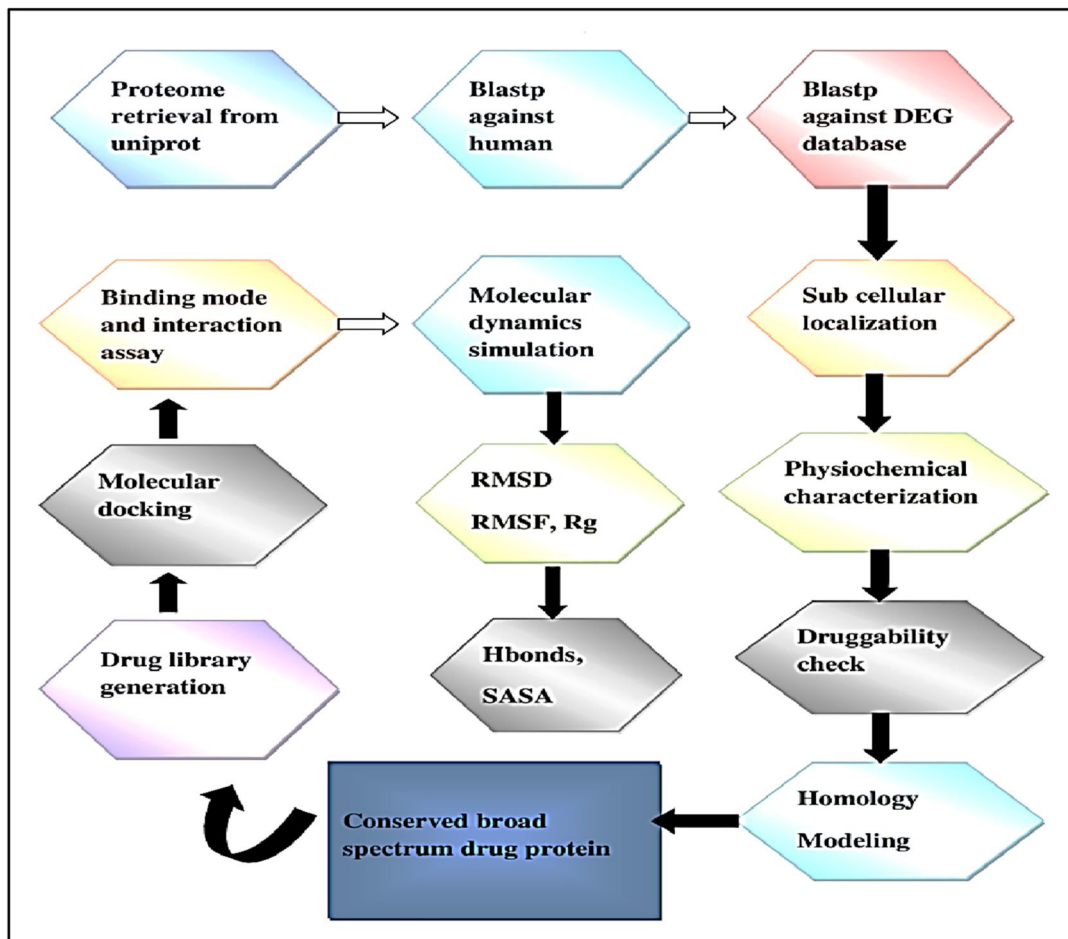 Proteome
retrieval from
uniprot
Blastp
against
human
Blastp
against DEG
database
Binding mode
and interaction
assay
Molecular
dynamics
simulation
Sub cellular
localization
Molecular
docking
RMSD
RMSF, Rg
Physiochemical
characterization
Drug library
generation
Hbonds,
SASA
Druggability
check
Conserved broad
spectrum drug protein
Homology
Modeling